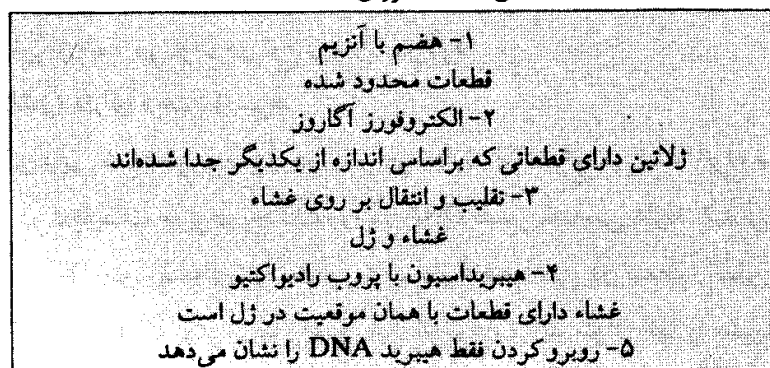 ۱- هضم با آنزیم
قطعات محدود شده
۲- الکتروفورز آگاروز
ژلاتین دارای قطعاتی که براساس اندازه از یکدیگر جدا شده‌اند
۳- تقلیب و انتقال بر روی غشاء
غشاء و ژل
۴- هیبریداسیون با پروب رادیواکتیو
غشاء دارای قطعات با همان موقعیت در ژل است
۵- روبرو کردن فقط هیبرید DNA را نشان می‌دهد